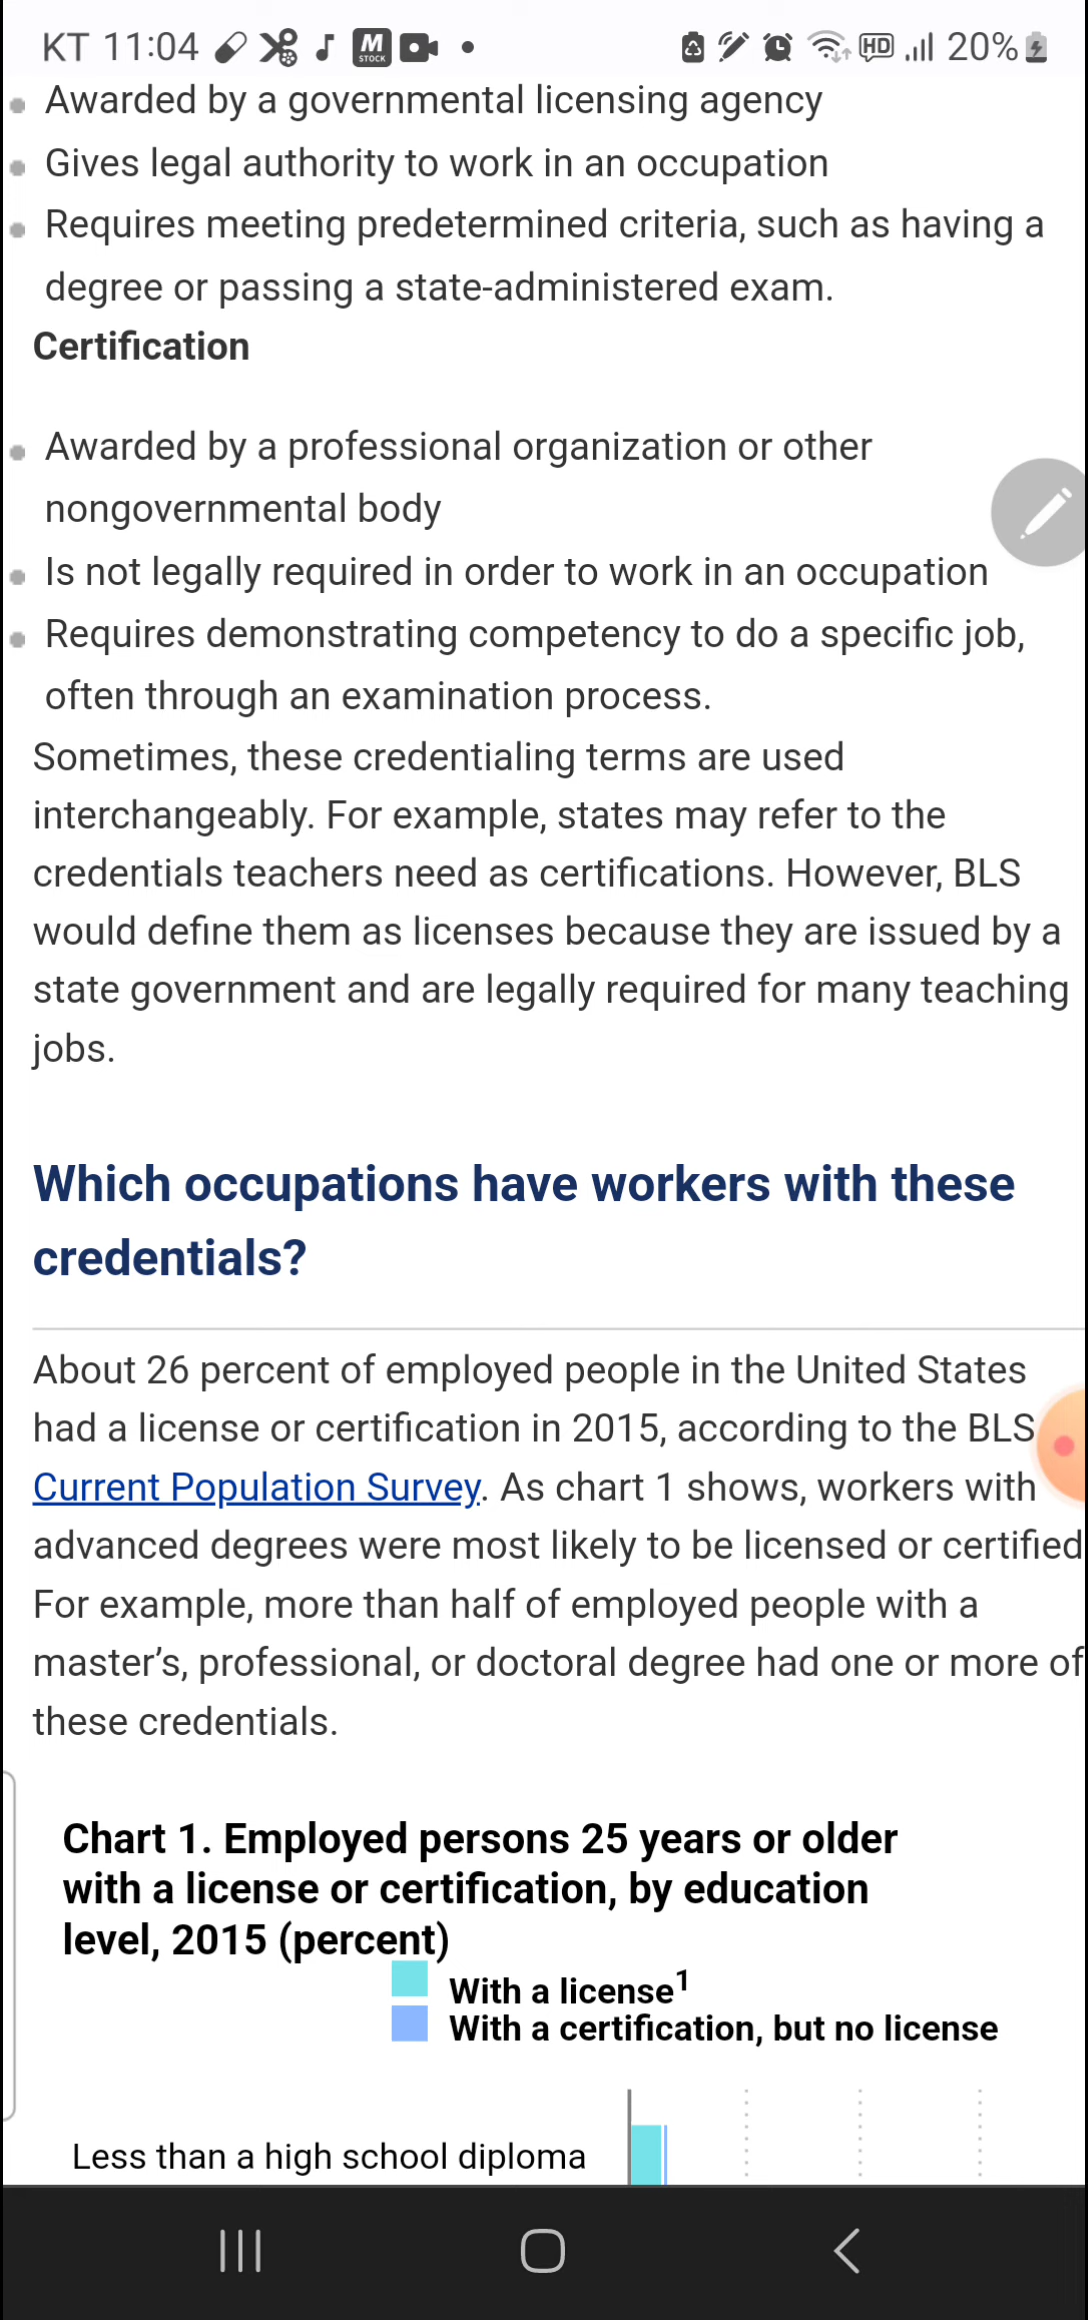 KT 11:04 M STOCK HD 20%
Awarded by a governmental licensing agency
Gives legal authority to work in an occupation
Requires meeting predetermined criteria, such as having a
degree or passing a state-administered exam.
Certification
Awarded by a professional organization or other
nongovernmental body
Is not legally required in order to work in an occupation
Requires demonstrating competency to do a specific job,
often through an examination process.
Sometimes, these credentialing terms are used
interchangeably. For example, states may refer to the
credentials teachers need as certifications. However, BLS
would define them as licenses because they are issued by a
state government and are legally required for many teaching
jobs.
Which occupations have workers with these
credentials?
About 26 percent of employed people in the United States
had a license or certification in 2015, according to the BLS
Current Population Survey. As chart 1 shows, workers with
advanced degrees were most likely to be licensed or certified
For example, more than half of employed people with a
master’s, professional, or doctoral degree had one or more of
these credentials.
Chart 1. Employed persons 25 years or older
with a license or certification, by education
level, 2015 (percent)
With a license¹
With a certification, but no license
Less than a high school diploma